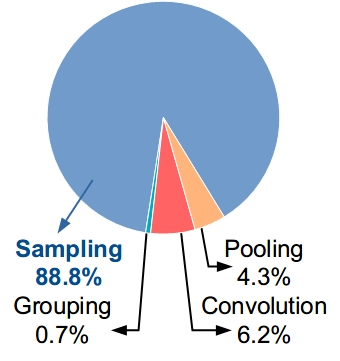 Sampling
88.8%
Pooling
4.3%
Grouping
0.7%
Convolution
6.2%